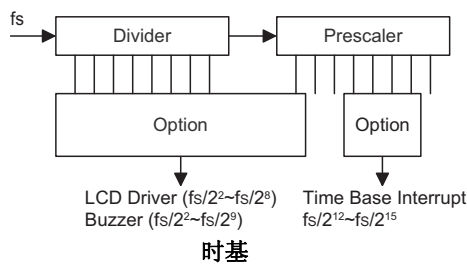 fs
Divider
Prescaler
Option
Option
LCD Driver (fs/2²~fs/2⁸)
Buzzer (fs/2²~fs/2⁹)
Time Base Interrupt
fs/2¹²~fs/2¹⁵
时基